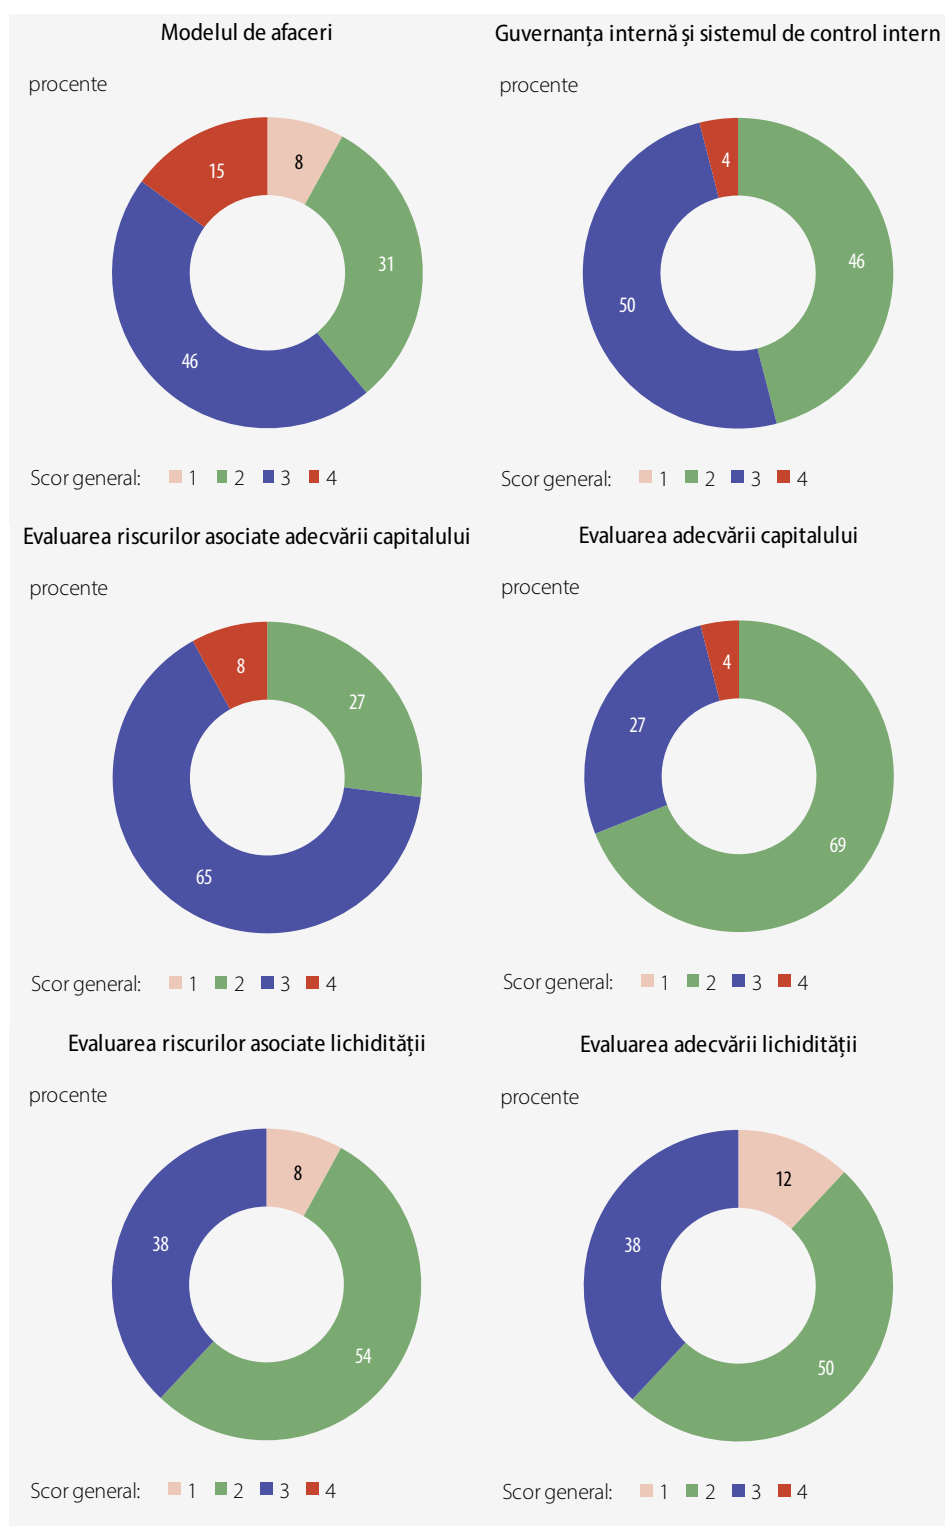 Modelul de afaceri
procente
8
31
46
15
Scor general: 1 2 3 4
Guvernanța internă și sistemul de control intern
procente
46
50
4
Scor general: 1 2 3 4
Evaluarea riscurilor asociate adecvării capitalului
procente
27
65
8
Scor general: 1 2 3 4
Evaluarea adecvării capitalului
procente
69
27
4
Scor general: 1 2 3 4
Evaluarea riscurilor asociate lichidității
procente
8
54
38
Scor general: 1 2 3 4
Evaluarea adecvării lichidității
procente
12
50
38
Scor general: 1 2 3 4